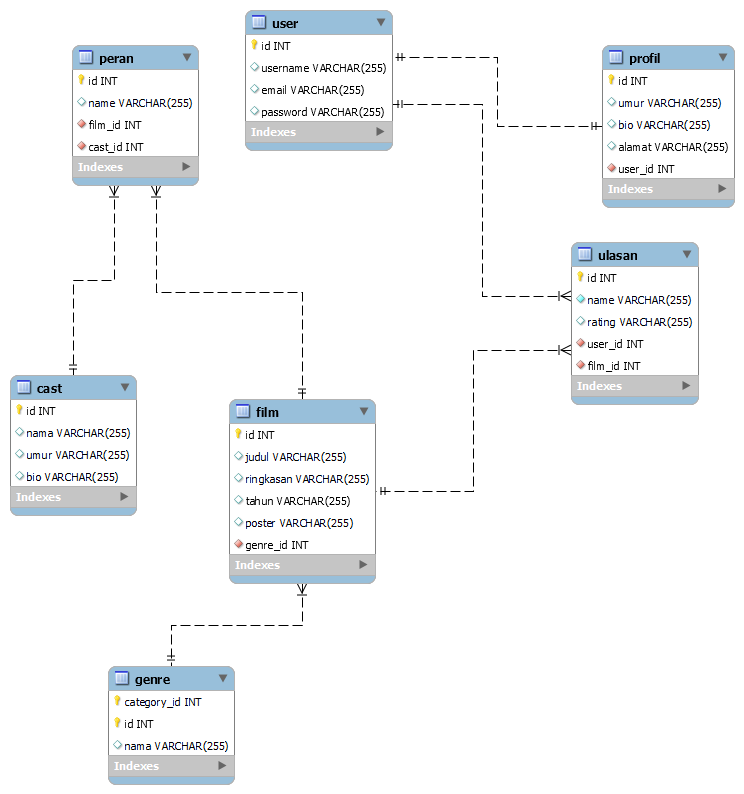 user
id INT
username VARCHAR(255)
email VARCHAR(255)
password VARCHAR(255)
Indexes
peran
id INT
name VARCHAR(255)
film_id INT
cast_id INT
Indexes
profil
id INT
umur VARCHAR(255)
bio VARCHAR(255)
alamat VARCHAR(255)
user_id INT
Indexes
ulasan
id INT
name VARCHAR(255)
rating VARCHAR(255)
user_id INT
film_id INT
Indexes
cast
id INT
nama VARCHAR(255)
umur VARCHAR(255)
bio VARCHAR(255)
Indexes
film
id INT
judul VARCHAR(255)
ringkasan VARCHAR(255)
tahun VARCHAR(255)
poster VARCHAR(255)
genre_id INT
Indexes
genre
category_id INT
id INT
nama VARCHAR(255)
Indexes